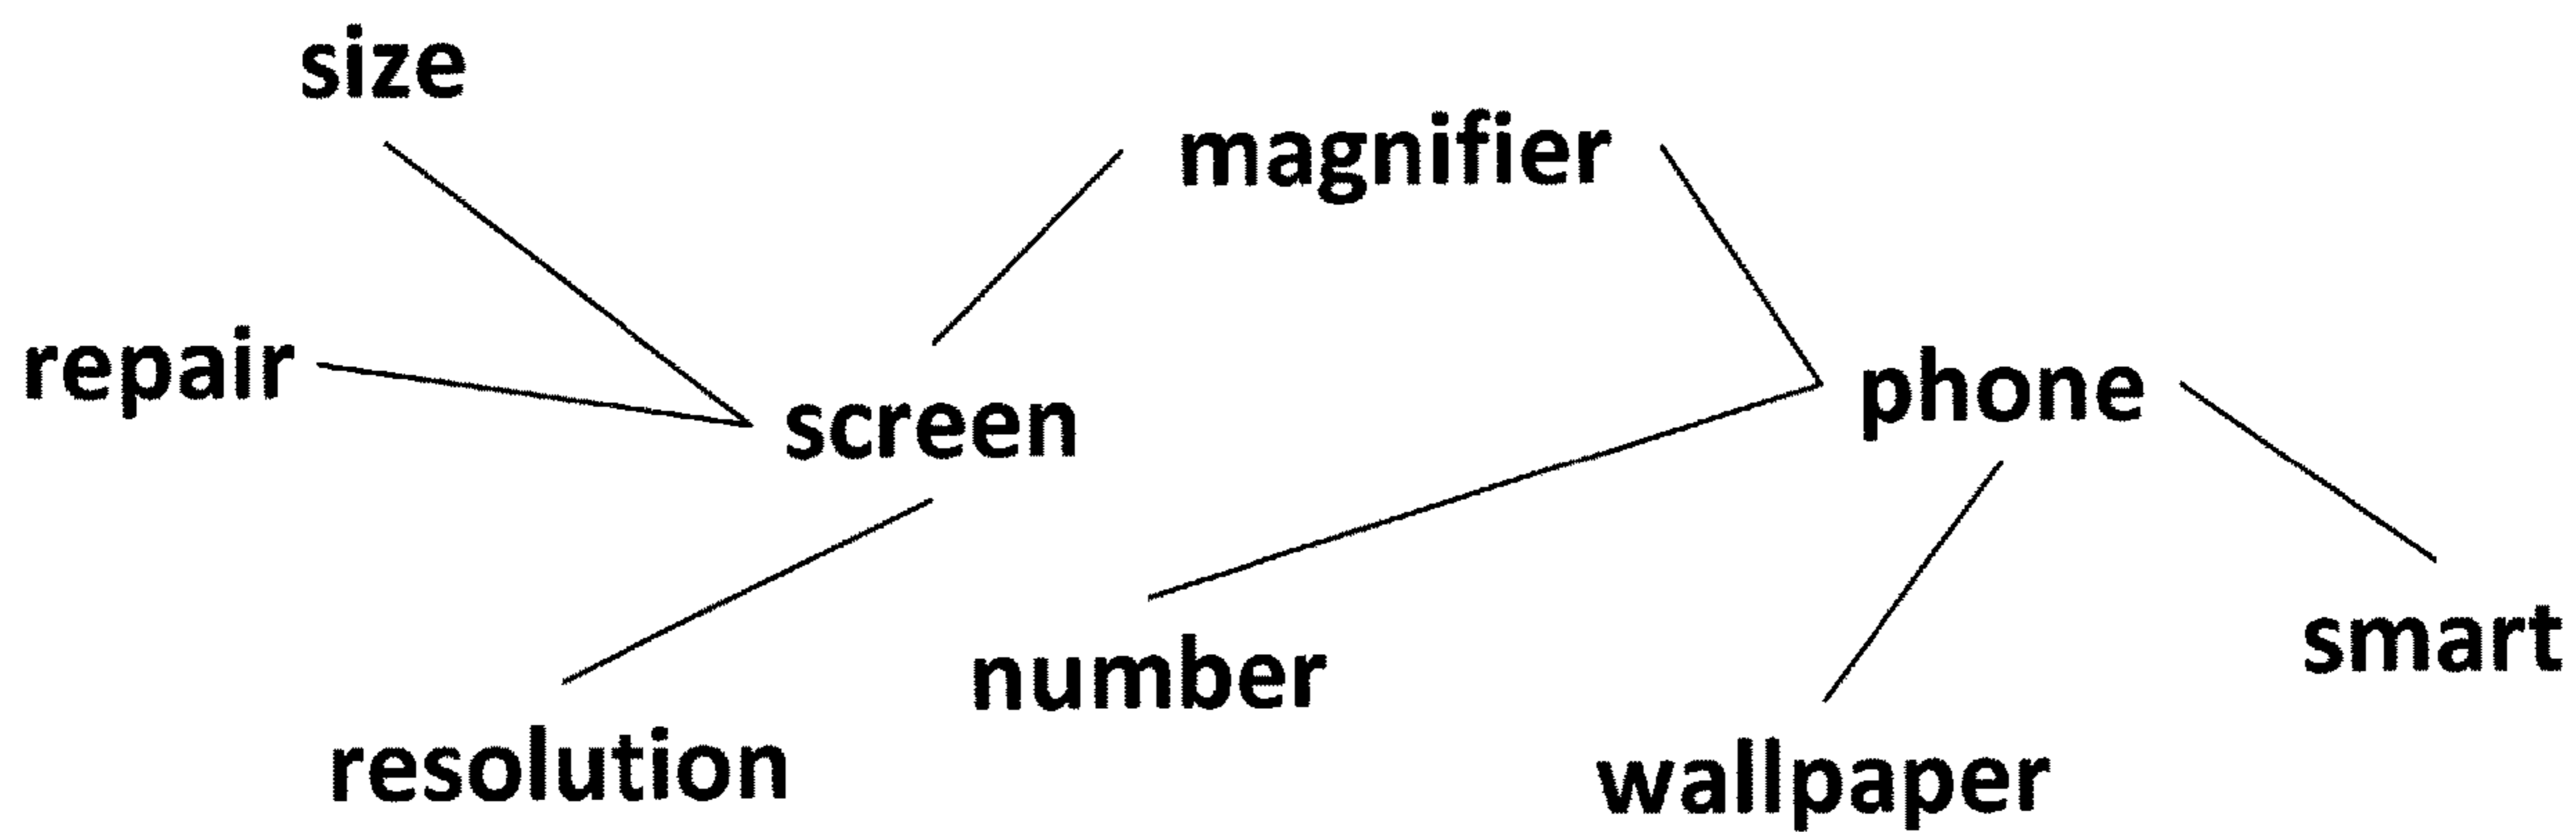 size
magnifier
repair
screen
phone
number
smart
resolution
wallpaper